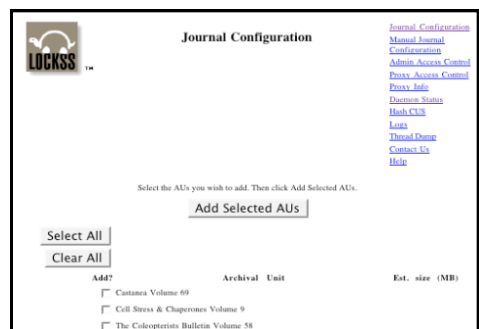 LOCKSS ™
Journal Configuration
Journal Configuration
Manual Journal
Configuration
Admin Access Control
Proxy Access Control
Proxy Info
Daemon Status
Hash CUS
Logs
Thread Dump
Contact Us
Help
Select the AUs you wish to add. Then click Add Selected AUs.
Add Selected AUs
Select All
Clear All
Add? Archival Unit Est. size (MB)
Castanea Volume 69
Cell Stress & Chaperones Volume 9
The Coleopterists Bulletin Volume 58